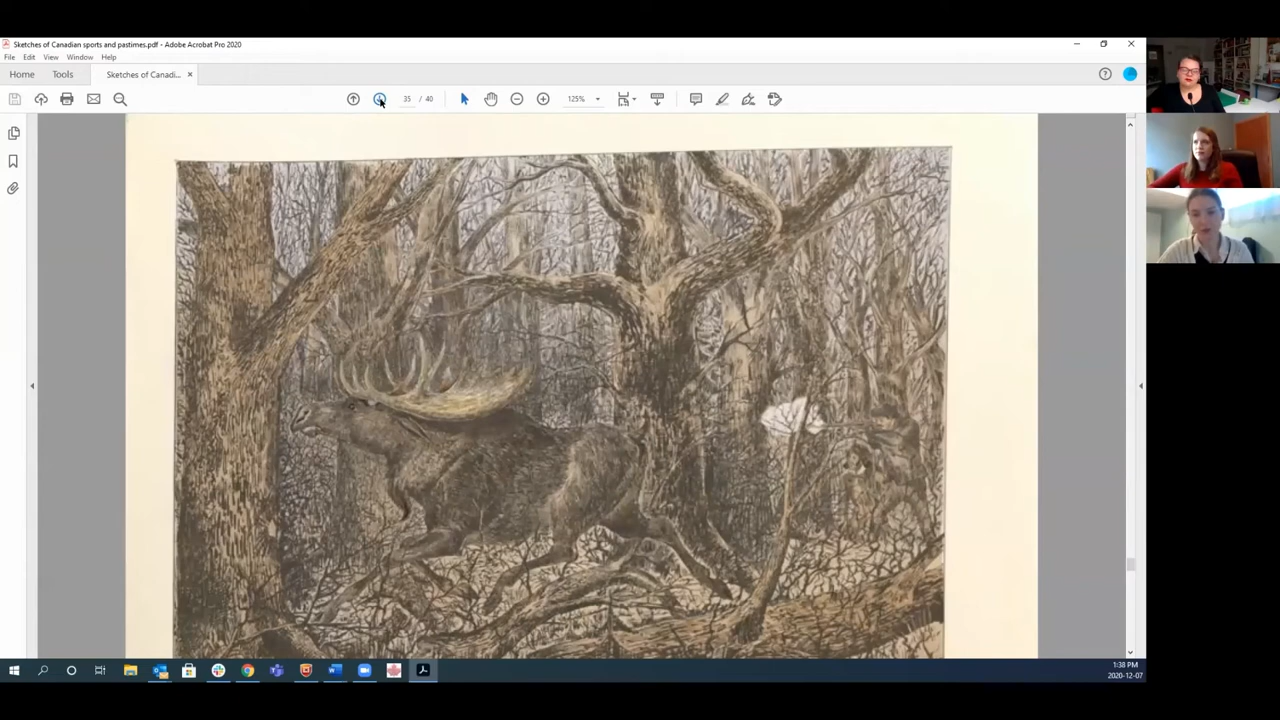 Sketches of Canadian sports and pastimes.pdf - Adobe Acrobat Pro 2020
File Edit View Window Help
Home Tools Sketches of Canadi... ×
35 / 40 125%
1:38 PM
2020-12-07